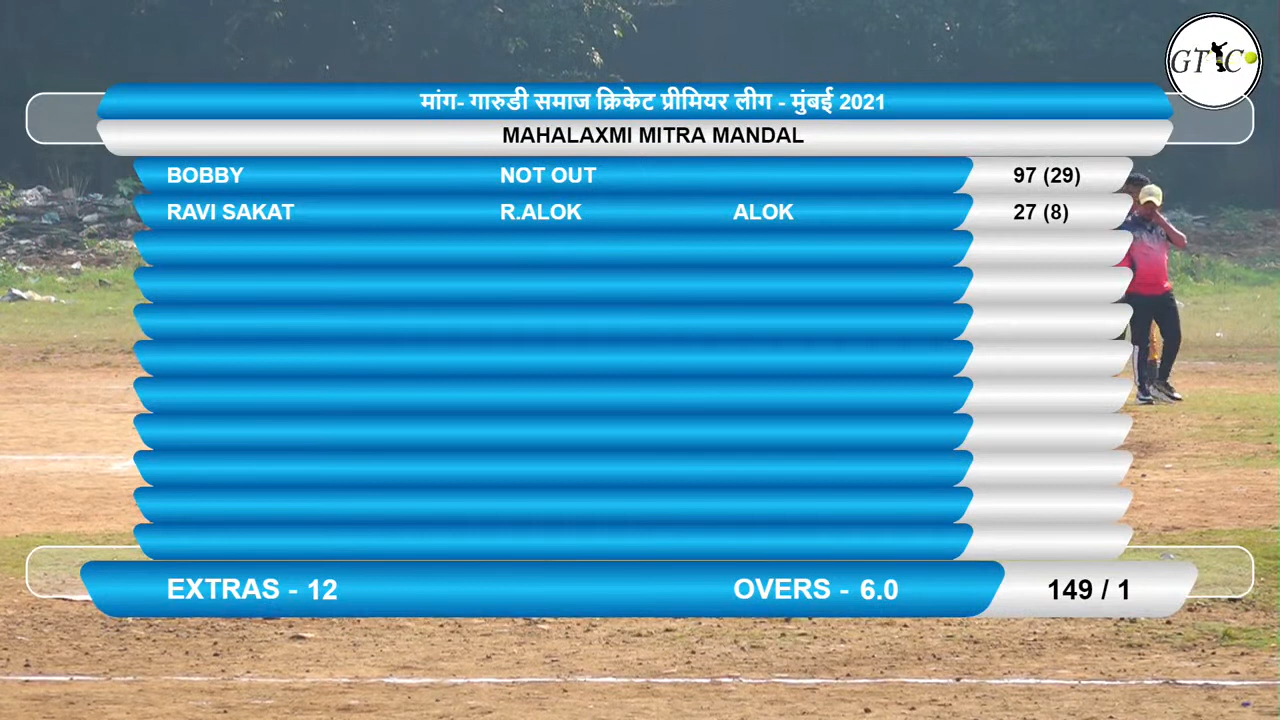 GTCC
मांग- गारुडी समाज क्रिकेट प्रीमियर लीग - मुंबई 2021
MAHALAXMI MITRA MANDAL
BOBBY NOT OUT 97 (29)
RAVI SAKAT R.ALOK ALOK 27 (8)
EXTRAS - 12 OVERS - 6.0 149 / 1